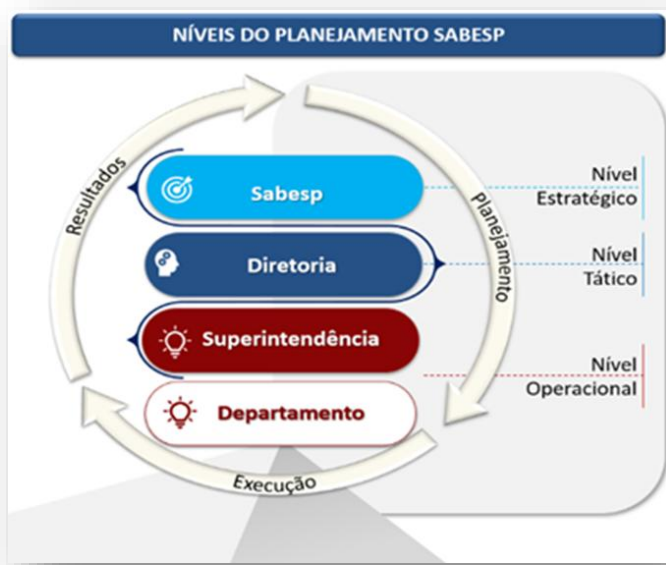 NÍVEIS DO PLANEJAMENTO SABESP
Resultados
Planejamento
Sabesp
Nível
Estratégico
Diretoria
Nível
Tático
Superintendência
Nível
Operacional
Departamento
Execução